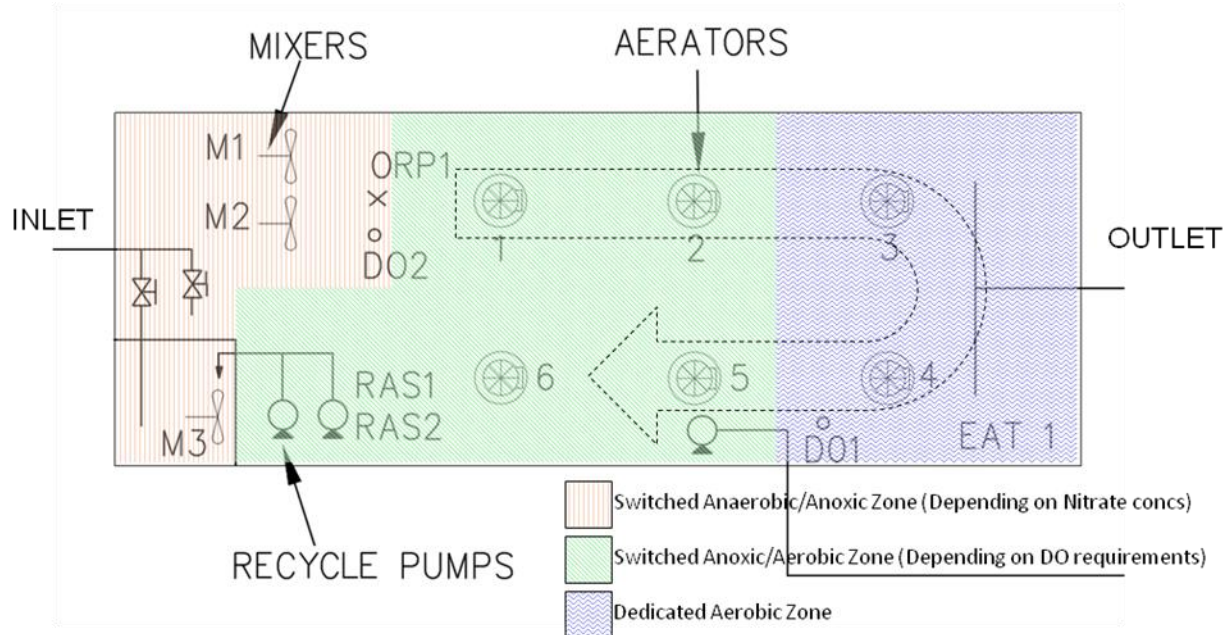 MIXERS
AERATORS
M1
ORP1
M2
INLET
DO2
1
2
3
OUTLET
6
5
4
RAS1
RAS2
M3
DO1
EAT 1
RECYCLE PUMPS
Switched Anaerobic/Anoxic Zone (Depending on Nitrate concs)
Switched Anoxic/Aerobic Zone (Depending on DO requirements)
Dedicated Aerobic Zone